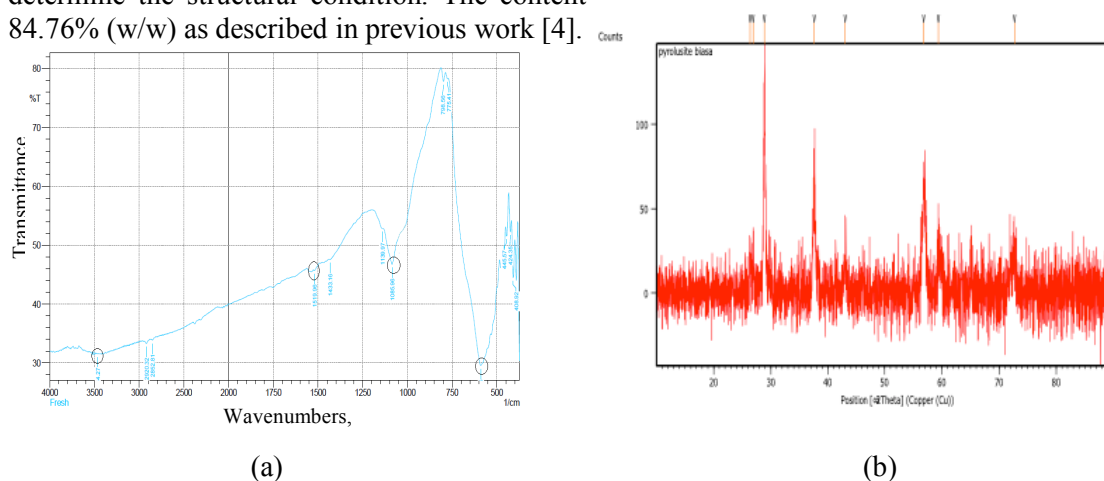 determine the structural condition. The content
84.76% (w/w) as described in previous work [4].
Counts
pyrolusite biasa
80
%T
70
60
50
40
30
Transmittance
4000 3500 3000 2500 2000 1750 1500 1250 1000 750 500
Fresh
1/cm
Wavenumbers,
100
50
0
20 30 40 50 60 70 80
Position [°2Theta] (Copper (Cu))
(a)
(b)